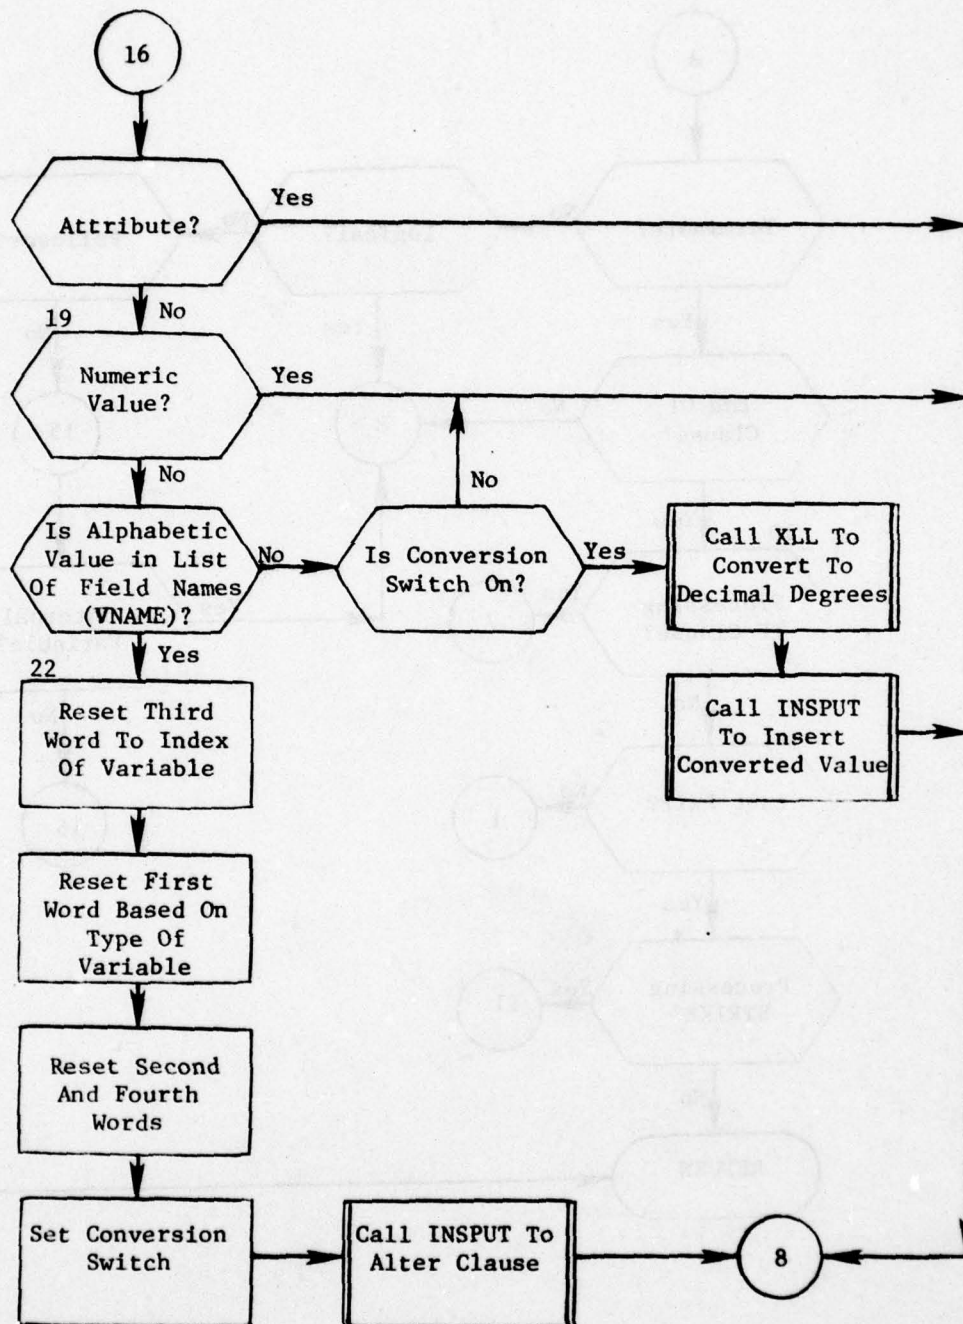 16
Attribute?
Yes
No
19
Numeric
Value?
Yes
No
No
Is Alphabetic
Value in List
Of Field Names
(VNAME)?
No
Is Conversion
Switch On?
Yes
Call XLL To
Convert To
Decimal Degrees
Yes
22
Reset Third
Word To Index
Of Variable
Call INSPUT
To Insert
Converted Value
Reset First
Word Based On
Type Of
Variable
Reset Second
And Fourth
Words
Set Conversion
Switch
Call INSPUT To
Alter Clause
8